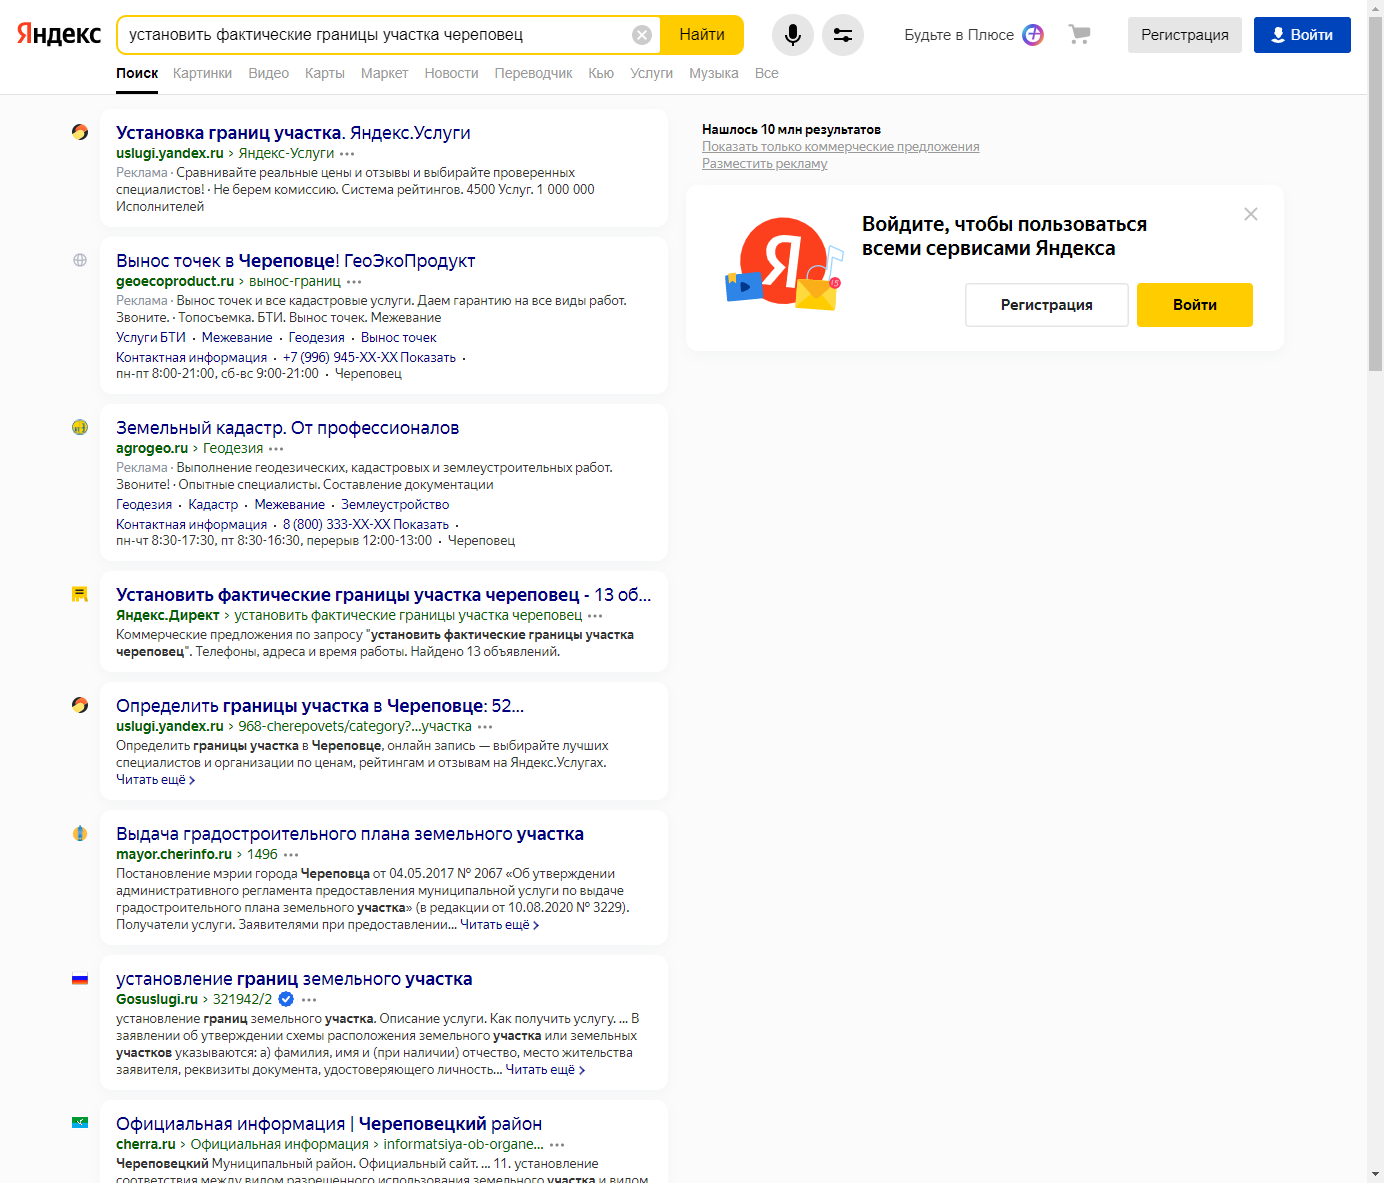 Яндекс
установить фактические границы участка череповец
Найти
Будьте в Плюсе
Регистрация
Войти
Поиск Картинки Видео Карты Маркет Новости Переводчик Кью Услуги Музыка Все
Установка границ участка. Яндекс.Услуги
uslugi.yandex.ru › Яндекс-Услуги
Реклама · Сравнивайте реальные цены и отзывы и выбирайте проверенных
специалистов! · Не берем комиссию. Система рейтингов. 4500 Услуг. 1 000 000
Исполнителей
Вынос точек в Череповце! ГеоЭкоПродукт
geoecoproduct.ru › вынос-границ
Реклама · Вынос точек и все кадастровые услуги. Даем гарантию на все виды работ.
Звоните. · Топосъемка. БТИ. Вынос точек. Межевание
Услуги БТИ · Межевание · Геодезия · Вынос точек
Контактная информация · +7 (996) 945-XX-XX Показать ·
пн-пт 8:00-21:00, сб-вс 9:00-21:00 · Череповец
Земельный кадастр. От профессионалов
agrogeo.ru › Геодезия
Реклама · Выполнение геодезических, кадастровых и землеустроительных работ.
Звоните! · Опытные специалисты. Составление документации
Геодезия · Кадастр · Межевание · Землеустройство
Контактная информация · 8 (800) 333-XX-XX Показать ·
пн-чт 8:30-17:30, пт 8:30-16:30, перерыв 12:00-13:00 · Череповец
Установить фактические границы участка череповец - 13 об...
Яндекс.Директ › установить фактические границы участка череповец
Коммерческие предложения по запросу "установить фактические границы участка
череповец". Телефоны, адреса и время работы. Найдено 13 объявлений.
Определить границы участка в Череповце: 52...
uslugi.yandex.ru › 968-cherepovets/category?...участка
Определить границы участка в Череповце, онлайн запись — выбирайте лучших
специалистов и организации по ценам, рейтингам и отзывам на Яндекс.Услугах.
Читать ещё ›
Выдача градостроительного плана земельного участка
mayor.cherinfo.ru › 1496
Постановление мэрии города Череповца от 04.05.2017 № 2067 «Об утверждении
административного регламента предоставления муниципальной услуги по выдаче
градостроительного плана земельного участка» (в редакции от 10.08.2020 № 3229).
Получатели услуги. Заявителями при предоставлении... Читать ещё ›
установление границ земельного участка
Gosuslugi.ru › 321942/2
установление границ земельного участка. Описание услуги. Как получить услугу. ... В
заявлении об утверждении схемы расположения земельного участка или земельных
участков указываются: а) фамилия, имя и (при наличии) отчество, место жительства
заявителя, реквизиты документа, удостоверяющего личность... Читать ещё ›
Официальная информация | Череповецкий район
cherra.ru › Официальная информация › informatsiya-ob-organe...
Череповецкий Муниципальный район. Официальный сайт. ... 11. установление
соответствия между видом разрешенного использования земельного участка и видом
Нашлось 10 млн результатов
Показать только коммерческие предложения
Разместить рекламу
Я
15
Войдите, чтобы пользоваться
всеми сервисами Яндекса
Регистрация
Войти